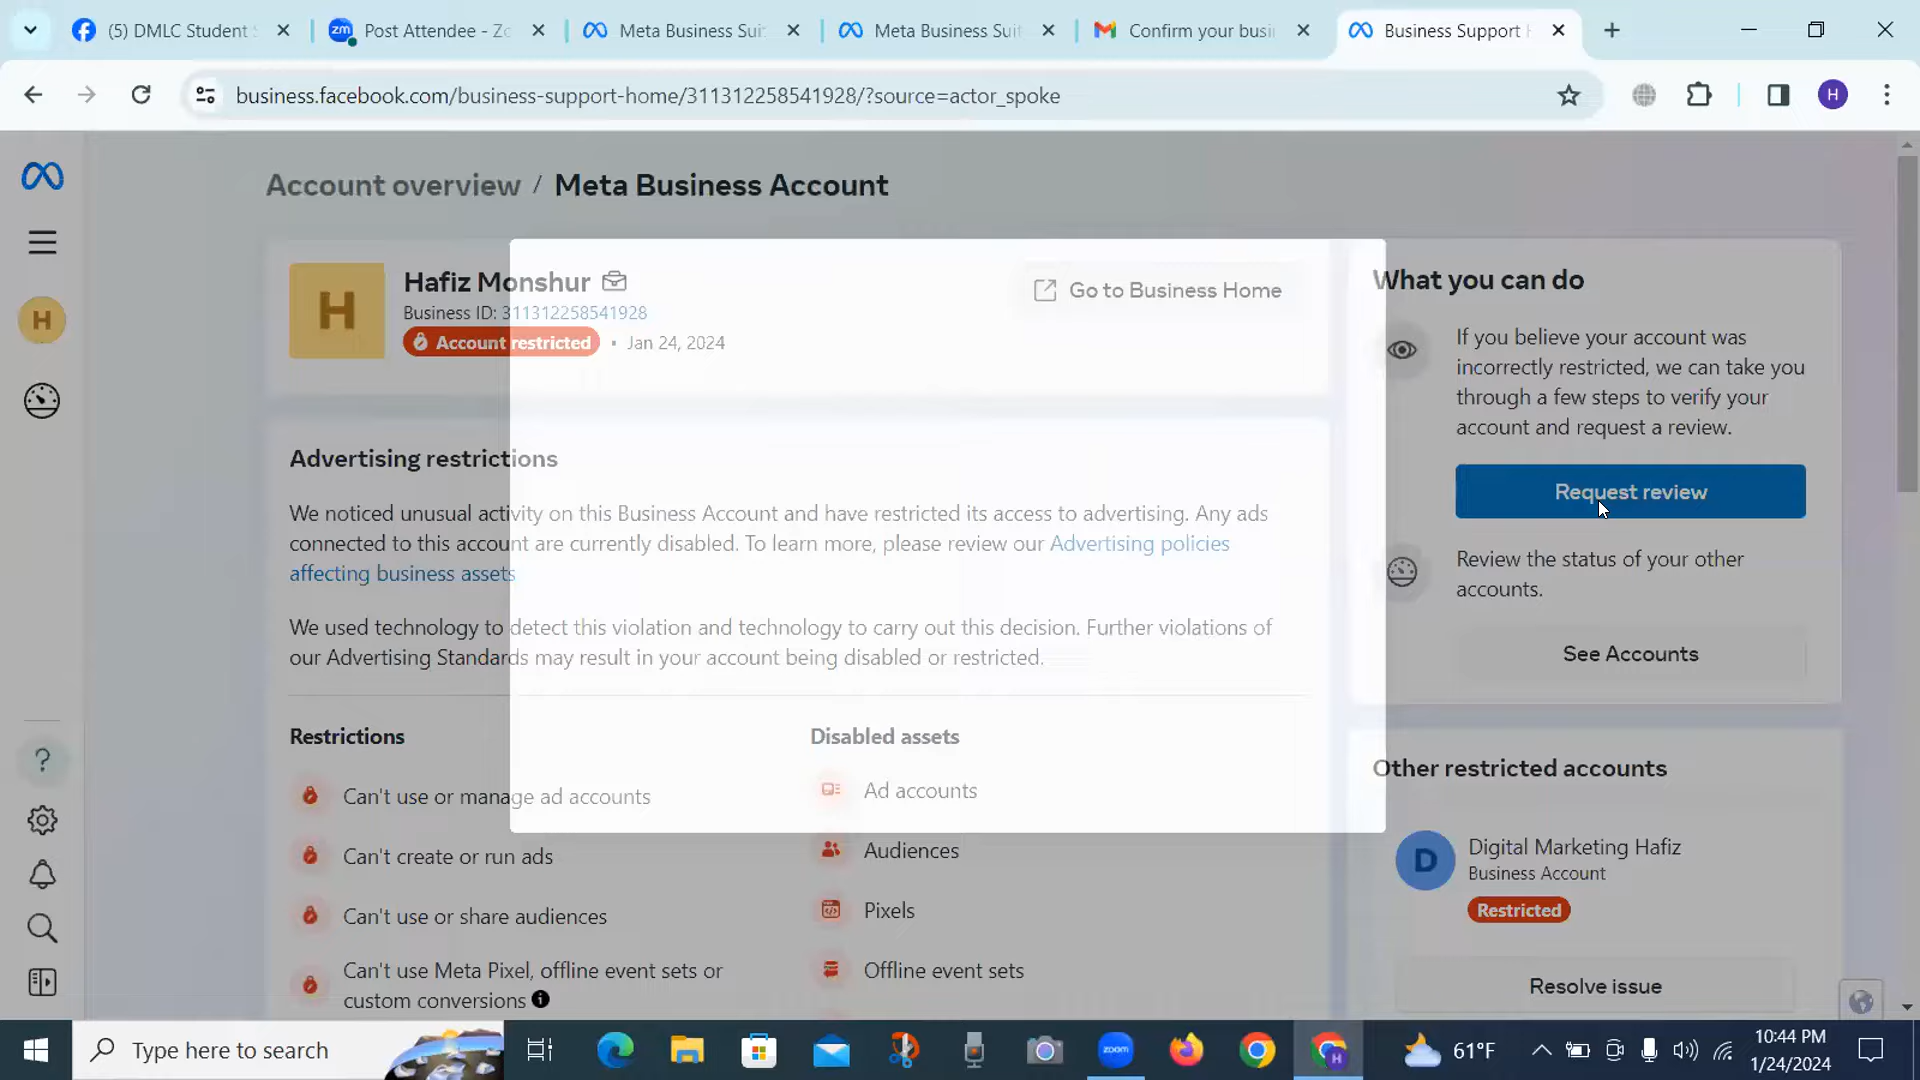 (5) DMLC Student S
zm Post Attendee - Zo
Meta Business Suit
Meta Business Suit
Confirm your busi
Business Support H
business.facebook.com/business-support-home/311312258541928/?source=actor_spoke
H
Account overview / Meta Business Account
H
H
Hafiz Monshur
Business ID: 311312258541928
Account restricted • Jan 24, 2024
Go to Business Home
Advertising restrictions
We noticed unusual activity on this Business Account and have restricted its access to advertising. Any ads
connected to this account are currently disabled. To learn more, please review our Advertising policies
affecting business assets
We used technology to detect this violation and technology to carry out this decision. Further violations of
our Advertising Standards may result in your account being disabled or restricted.
Restrictions
Can't use or manage ad accounts
Can't create or run ads
Can't use or share audiences
Can't use Meta Pixel, offline event sets or
custom conversions
Disabled assets
Ad accounts
Audiences
Pixels
Offline event sets
What you can do
If you believe your account was
incorrectly restricted, we can take you
through a few steps to verify your
account and request a review.
Request review
Review the status of your other
accounts.
See Accounts
Other restricted accounts
D
Digital Marketing Hafiz
Business Account
Restricted
Resolve issue
Type here to search
zoom
H
61°F
10:44 PM
1/24/2024